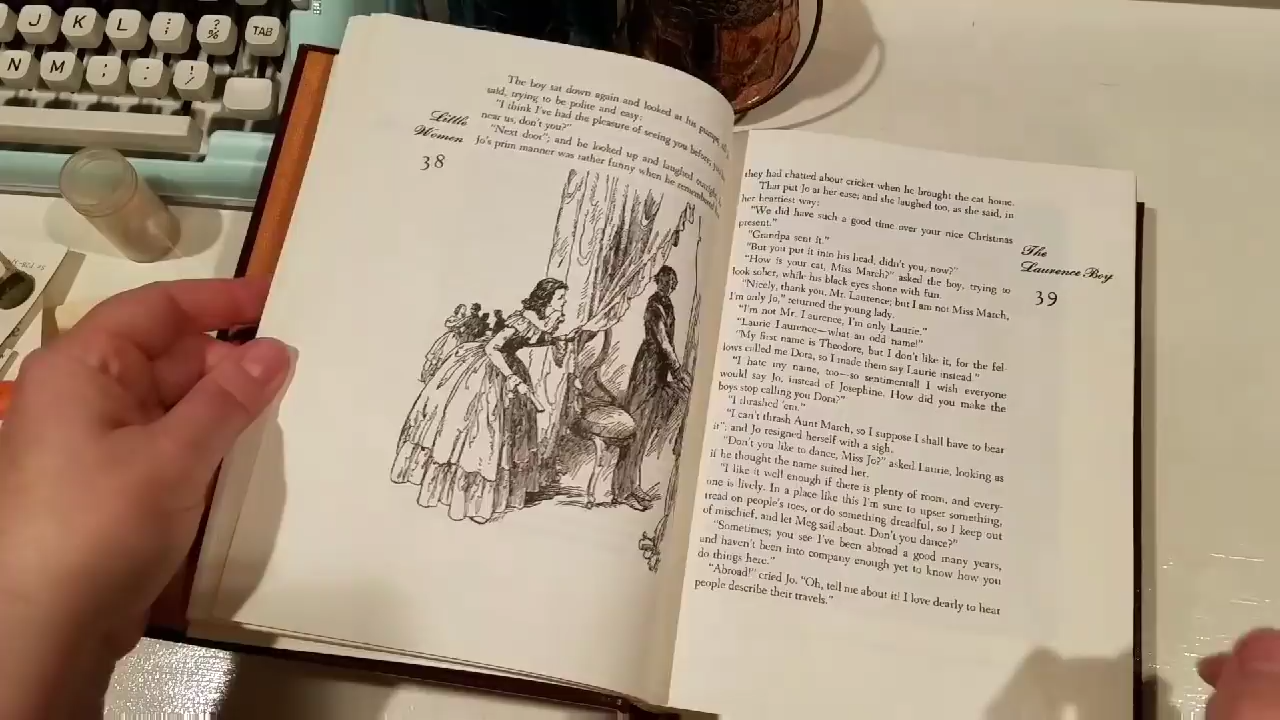 J K L ; ? % TAB
N M , : . /
The boy sat down again and looked at his pumps,
said, trying to be polite and easy:
"I think I've had the pleasure of seeing you before;
near us, don't you?"
"Next door"; and he looked up and laughed outright,
Jo's prim manner was rather funny when he remembered
Little
Women
38
they had chatted about cricket when he brought the cat home.
That put Jo at her ease; and she laughed too, as she said, in
her heartiest way:
"We did have such a good time over your nice Christmas
present."
"Grandpa sent it."
"But you put it into his head, didn't you, now?"
"How is your cat, Miss March?" asked the boy, trying to
look sober, while his black eyes shone with fun.
"Nicely, thank you, Mr. Laurence; but I am not Miss March,
I'm only Jo," returned the young lady.
"I'm not Mr. Laurence, I'm only Laurie."
"Laurie Laurence—what an odd name!"
"My first name is Theodore, but I don't like it, for the fel-
lows called me Dora, so I made them say Laurie instead."
"I hate my name, too—so sentimental! I wish everyone
would say Jo, instead of Josephine. How did you make the
boys stop calling you Dora?"
"I thrashed 'em."
"I can't thrash Aunt March, so I suppose I shall have to bear
it"; and Jo resigned herself with a sigh.
"Don't you like to dance, Miss Jo?" asked Laurie, looking as
if he thought the name suited her.
"I like it well enough if there is plenty of room, and every-
one is lively. In a place like this I'm sure to upset something,
tread on people's toes, or do something dreadful, so I keep out
of mischief, and let Meg sail about. Don't you dance?"
"Sometimes; you see I've been abroad a good many years,
and haven't been into company enough yet to know how you
do things here."
"Abroad!" cried Jo. "Oh, tell me about it! I love dearly to hear
people describe their travels."
The
Laurence Boy
39